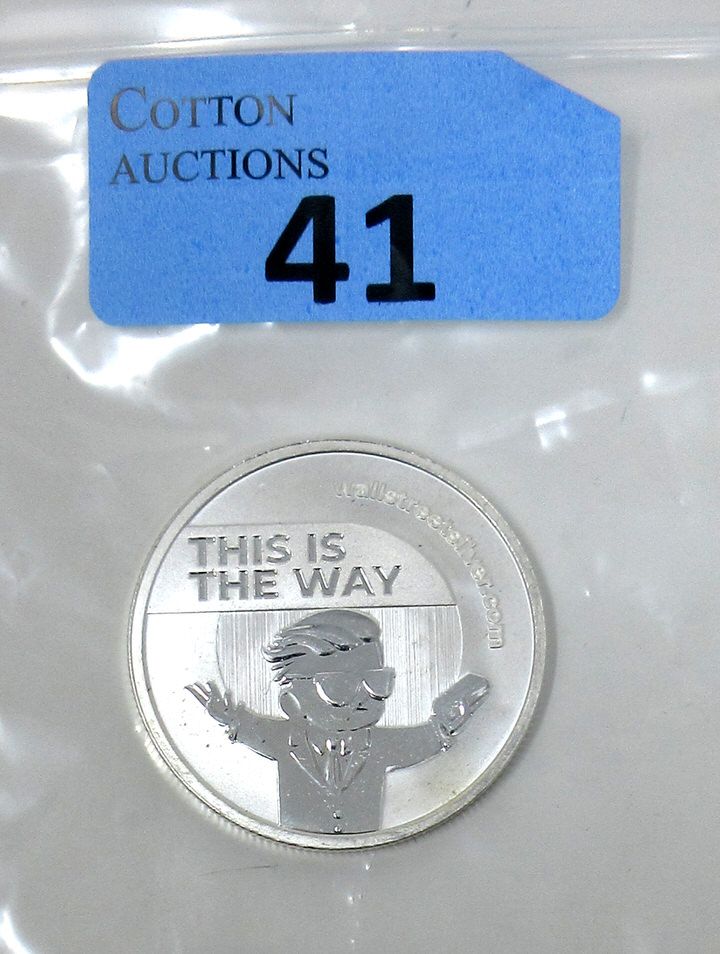 COTTON
AUCTIONS
41
wallstreetsilver.com
THIS IS
THE WAY